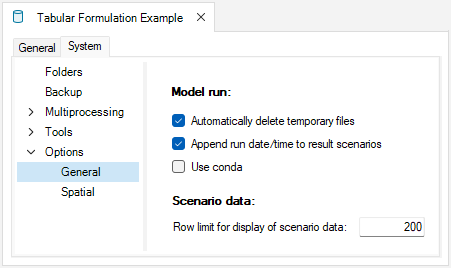 Tabular Formulation Example
General System
Folders
Backup
Multiprocessing
Tools
Options
General
Spatial
Model run:
Automatically delete temporary files
Append run date/time to result scenarios
Use conda
Scenario data:
Row limit for display of scenario data: 200